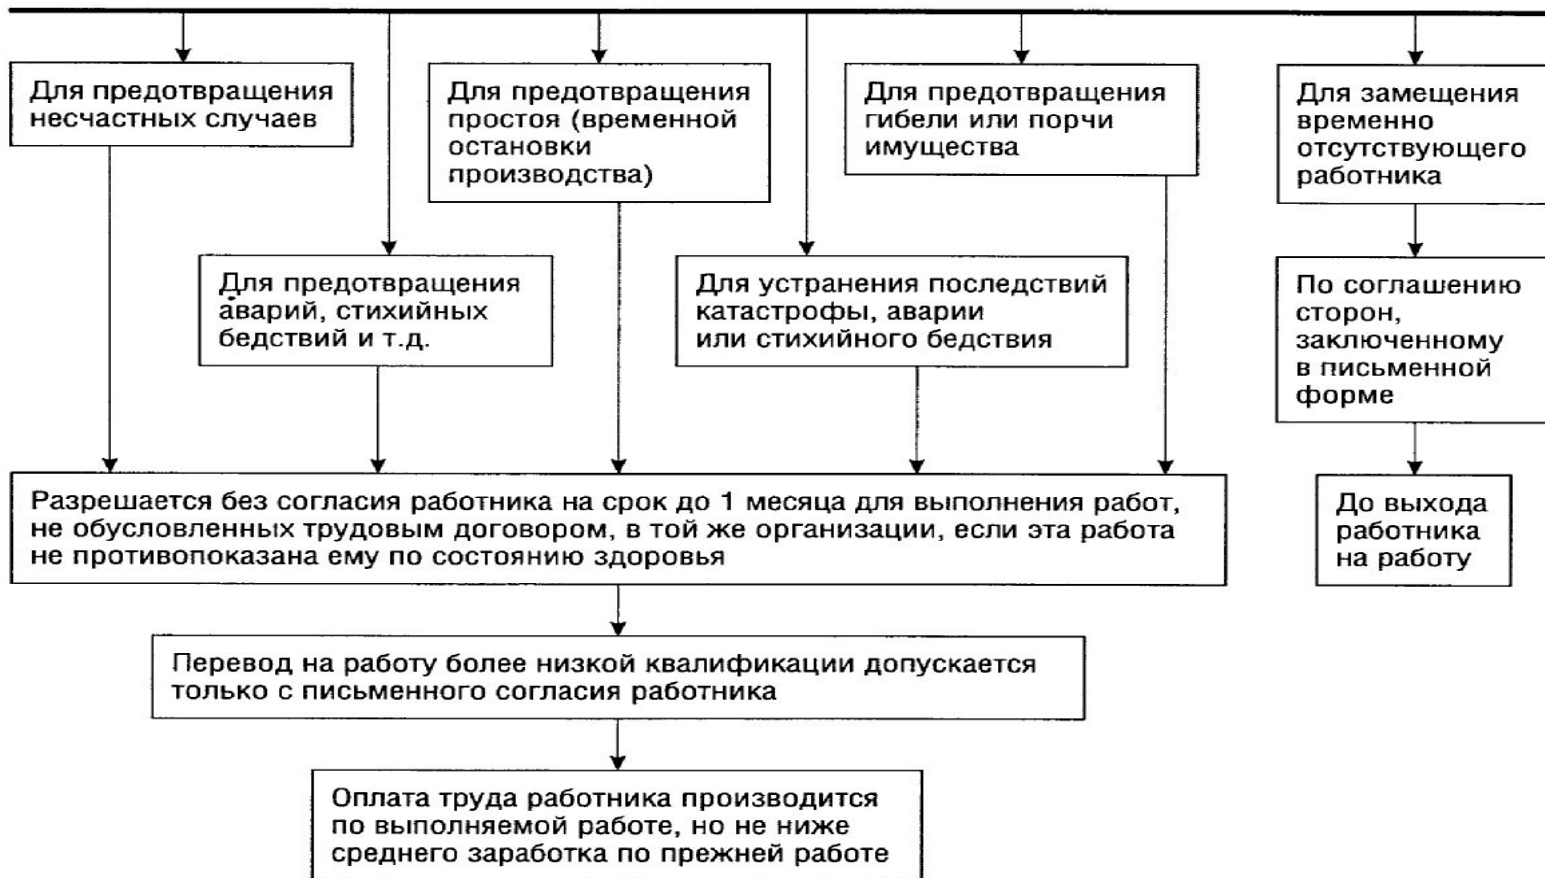 Для предотвращения
несчастных случаев
Для предотвращения
простоя (временной
остановки
производства)
Для предотвращения
гибели или порчи
имущества
Для замещения
временно
отсутствующего
работника
Для предотвращения
аварий, стихийных
бедствий и т.д.
Для устранения последствий
катастрофы, аварии
или стихийного бедствия
По соглашению
сторон,
заключенному
в письменной
форме
Разрешается без согласия работника на срок до 1 месяца для выполнения работ,
не обусловленных трудовым договором, в той же организации, если эта работа
не противопоказана ему по состоянию здоровья
До выхода
работника
на работу
Перевод на работу более низкой квалификации допускается
только с письменного согласия работника
Оплата труда работника производится
по выполняемой работе, но не ниже
среднего заработка по прежней работе